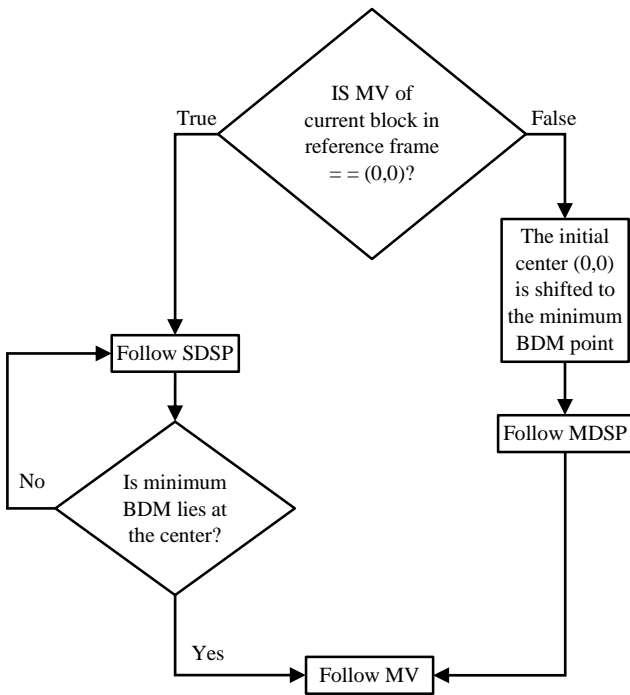 IS MV of
current block in
reference frame
= = (0,0)?
True
False
The initial
center (0,0)
is shifted to
the minimum
BDM point
Follow SDSP
Follow MDSP
Is minimum
BDM lies at
the center?
No
Yes
Follow MV